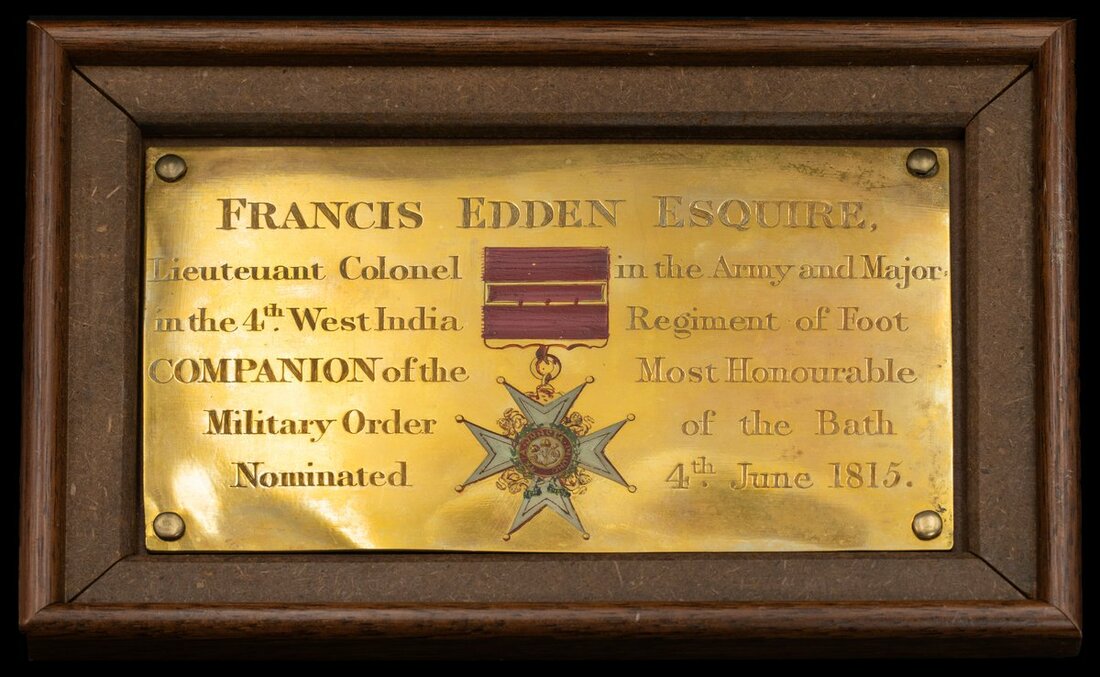 FRANCIS EDDEN ESQUIRE,
Lieuteuant Colonel in the Army and Major
in the 4th. West India Regiment of Foot
COMPANION of the Most Honourable
Military Order of the Bath
Nominated 4th. June 1815.